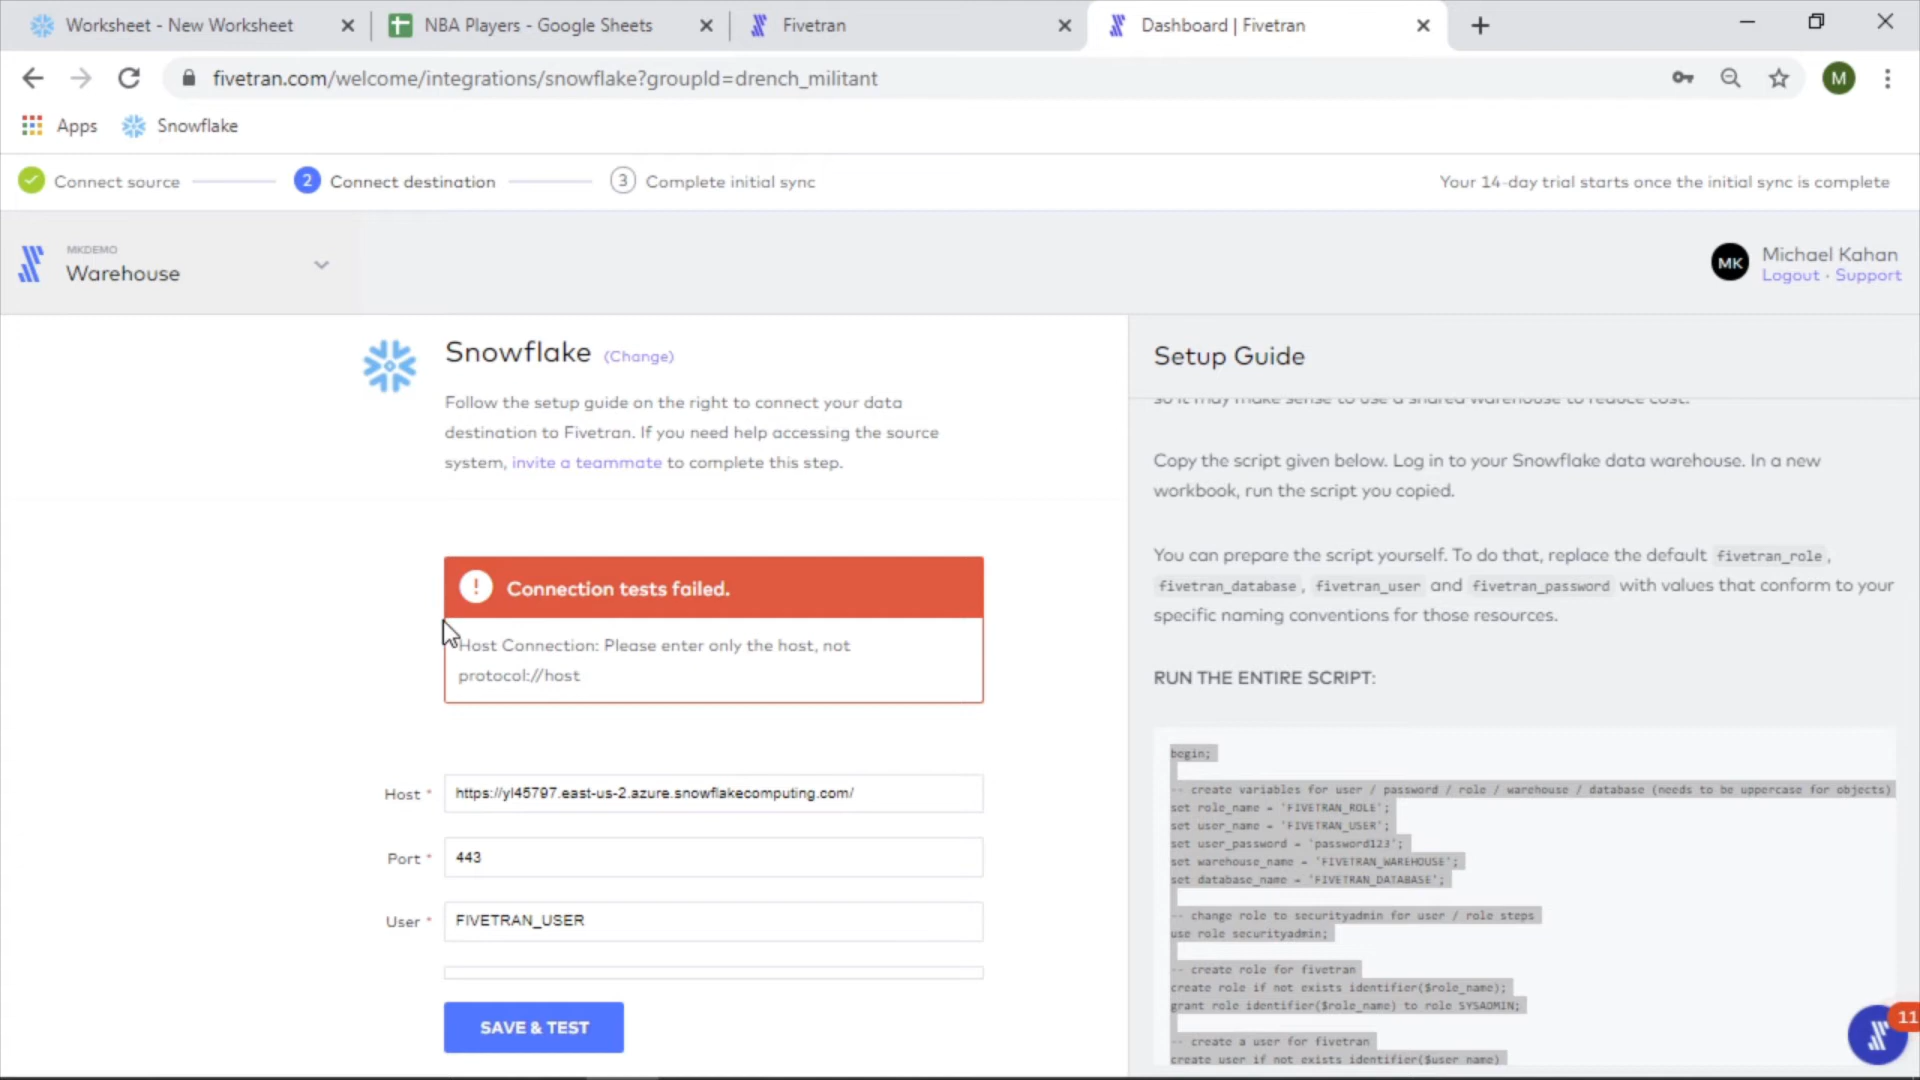 Worksheet - New Worksheet
NBA Players - Google Sheets
Fivetran
Dashboard | Fivetran
fivetran.com/welcome/integrations/snowflake?groupId=drench_militant
M
Apps
Snowflake
Connect source
2 Connect destination
3 Complete initial sync
Your 14-day trial starts once the initial sync is complete
MKDEMO
Warehouse
MK
Michael Kahan
Logout · Support
Snowflake (Change)
Follow the setup guide on the right to connect your data
destination to Fivetran. If you need help accessing the source
system, invite a teammate to complete this step.
! Connection tests failed.
Host Connection: Please enter only the host, not
protocol://host
Host * https://yl45797.east-us-2.azure.snowflakecomputing.com/
Port * 443
User * FIVETRAN_USER
SAVE & TEST
Setup Guide
so it may make sense to use a shared warehouse to reduce cost.
Copy the script given below. Log in to your Snowflake data warehouse. In a new
workbook, run the script you copied.
You can prepare the script yourself. To do that, replace the default fivetran_role,
fivetran_database, fivetran_user and fivetran_password with values that conform to your
specific naming conventions for those resources.
RUN THE ENTIRE SCRIPT:
begin;
-- create variables for user / password / role / warehouse / database (needs to be uppercase for objects)
set role_name = 'FIVETRAN_ROLE';
set user_name = 'FIVETRAN_USER';
set user_password = 'password123';
set warehouse_name = 'FIVETRAN_WAREHOUSE';
set database_name = 'FIVETRAN_DATABASE';
-- change role to securityadmin for user / role steps
use role securityadmin;
-- create role for fivetran
create role if not exists identifier($role_name);
grant role identifier($role_name) to role SYSADMIN;
-- create a user for fivetran
create user if not exists identifier($user_name)
11